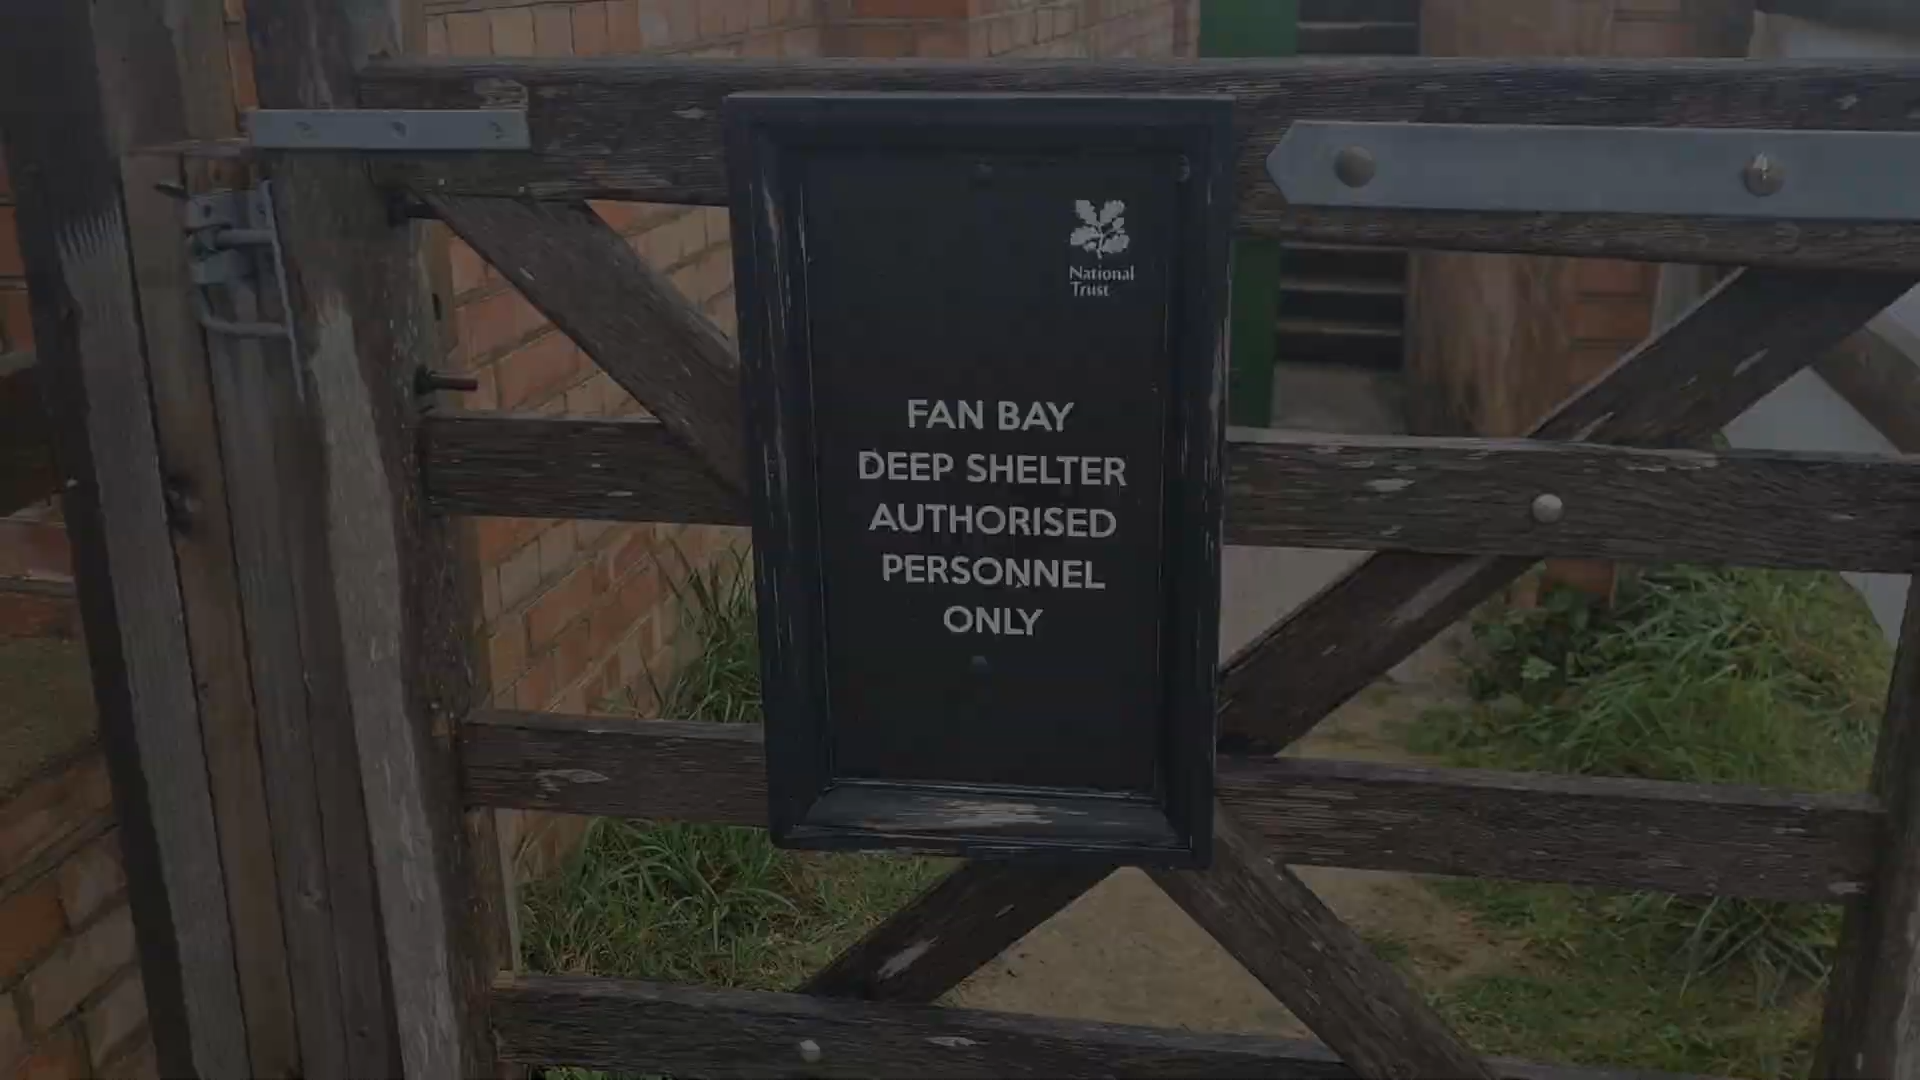 National
Trust
FAN BAY
DEEP SHELTER
AUTHORISED
PERSONNEL
ONLY